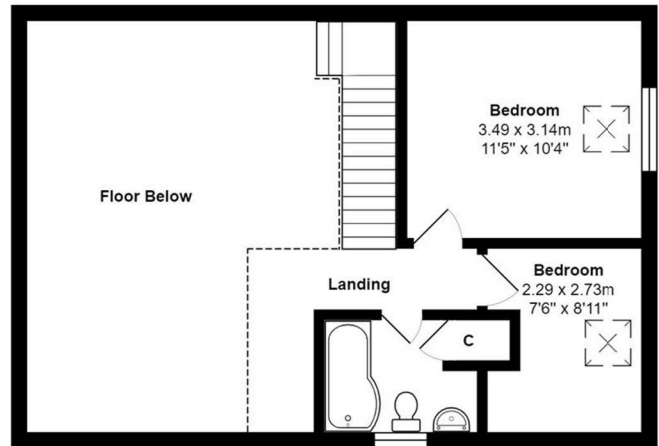 Bedroom
3.49 x 3.14m
11'5" x 10'4"
Floor Below
Landing
Bedroom
2.29 x 2.73m
7'6" x 8'11"
C